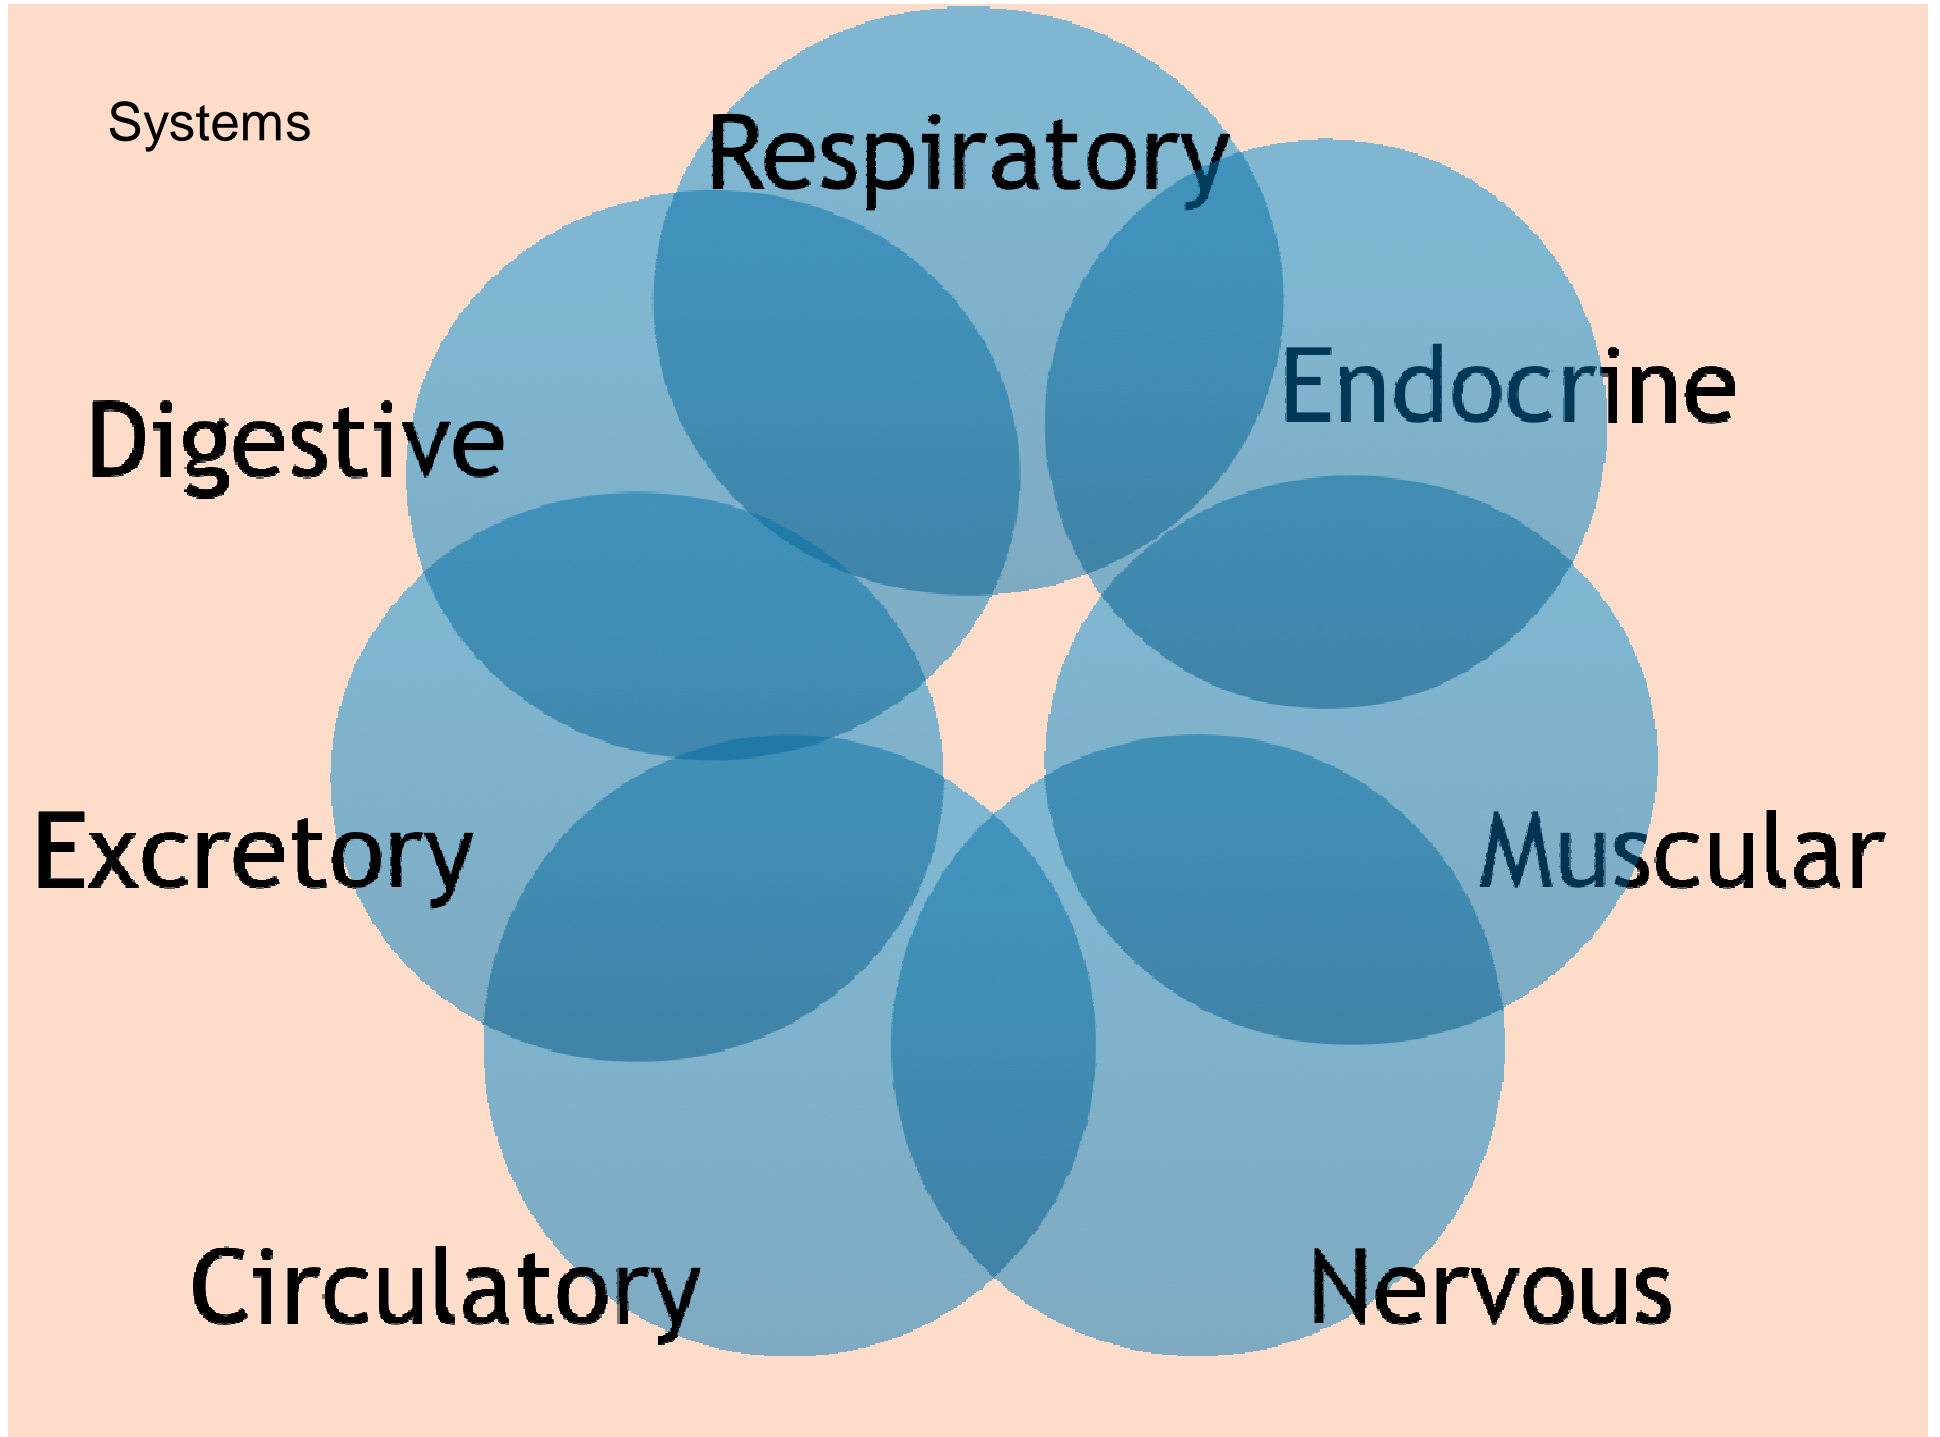 Systems
Respiratory
Endocrine
Digestive
Excretory
Muscular
Circulatory
Nervous